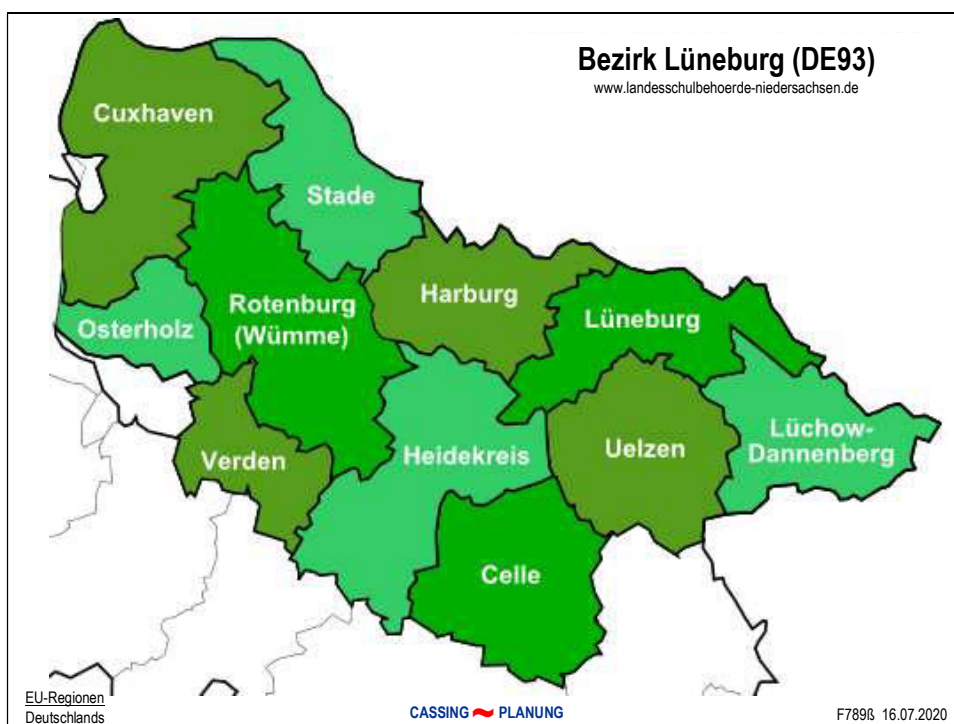 Bezirk Lüneburg (DE93)
www.landesschulbehoerde-niedersachsen.de
Cuxhaven
Stade
Harburg
Rotenburg
(Wümme)
Osterholz
Lüneburg
Lüchow-
Dannenberg
Uelzen
Heidekreis
Verden
Celle
EU-Regionen
Deutschlands
CASSING ~ PLANUNG
F789ß 16.07.2020